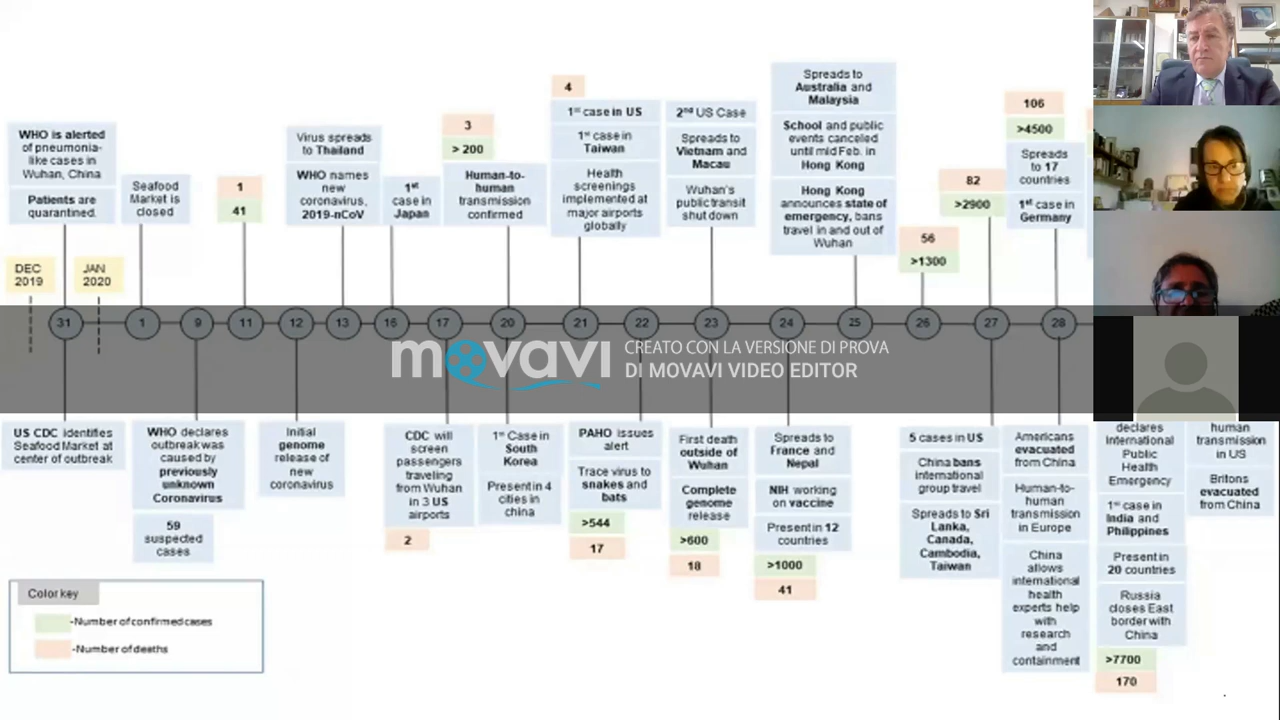 WHO is alerted
of pneumonia-
like cases in
Wuhan, China
Patients are
quarantined.
Seafood
Market is
closed
1
41
Virus spreads
to Thailand
WHO names
new
coronavirus,
2019-nCoV
1st
case in
Japan
3
> 200
Human-to-
human
transmission
confirmed
4
1st case in US
1st case in
Taiwan
Health
screenings
implemented at
major airports
globally
2nd US Case
Spreads to
Vietnam and
Macau
Wuhan's
public transit
shut down
Spreads to
Australia and
Malaysia
School and public
events canceled
until mid Feb. in
Hong Kong
Hong Kong
announces state of
emergency, bans
travel in and out of
Wuhan
56
>1300
82
>2900
106
>4500
Spreads
to 17
countries
1st case in
Germany
DEC
2019
JAN
2020
31
1
9
11
12
13
16
17
20
21
22
23
24
25
26
27
28
movavi
CREATO CON LA VERSIONE DI PROVA
DI MOVAVI VIDEO EDITOR
US CDC identifies
Seafood Market at
center of outbreak
WHO declares
outbreak was
caused by
previously
unknown
Coronavirus
59
suspected
cases
Initial
genome
release of
new
coronavirus
CDC will
screen
passengers
traveling
from Wuhan
in 3 US
airports
2
1st Case in
South
Korea
Present in 4
cities in
china
PAHO issues
alert
Trace virus to
snakes and
bats
>544
17
First death
outside of
Wuhan
Complete
genome
release
>600
18
Spreads to
France and
Nepal
NIH working
on vaccine
Present in 12
countries
>1000
41
5 cases in US
China bans
international
group travel
Spreads to Sri
Lanka,
Canada,
Cambodia,
Taiwan
Americans
evacuated
from China
Human-to-
human
transmission
in Europe
China
allows
international
health
experts help
with
research
and
containment
declares
International
Public
Health
Emergency
1st case in
India and
Philippines
Present in
20 countries
Russia
closes East
border with
China
>7700
170
human
transmission
in US
Britons
evacuated
from China
Color key
-Number of confirmed cases
-Number of deaths